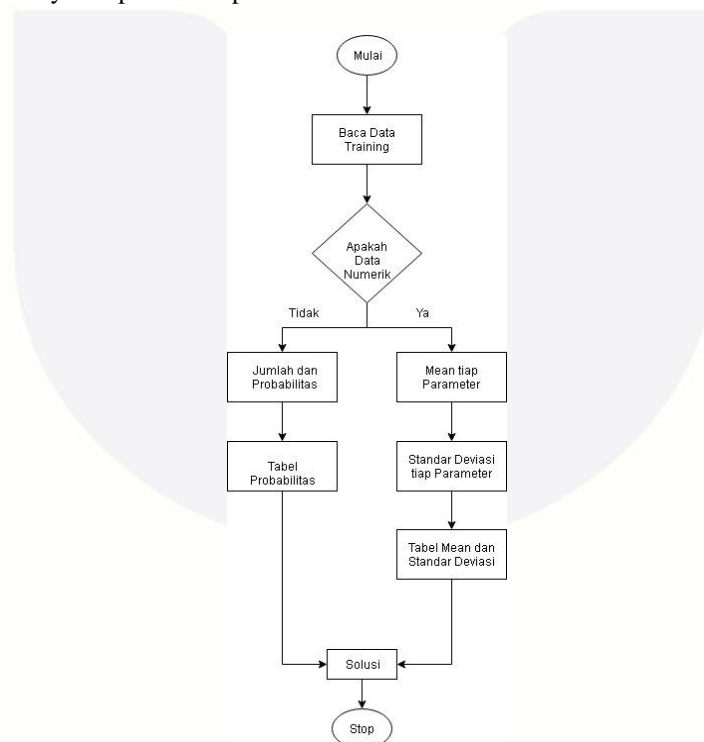 Mulai
Baca Data
Training
Apakah
Data
Numerik
Tidak
Ya
Jumlah dan
Probabilitas
Mean tiap
Parameter
Tabel
Probabilitas
Standar Deviasi
tiap Parameter
Tabel Mean dan
Standar Deviasi
Solusi
Stop